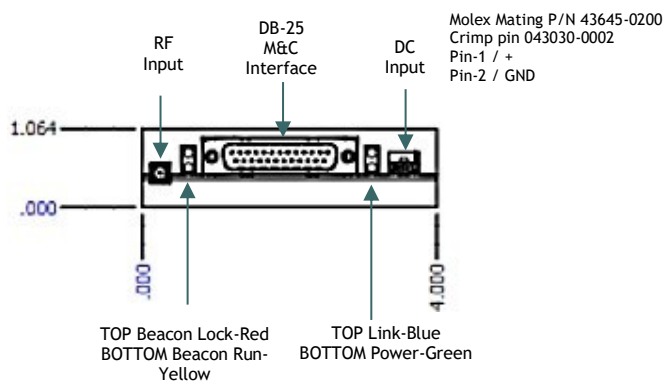 RF
Input
DB-25
M&C
Interface
DC
Input
Molex Mating P/N 43645-0200
Crimp pin 043030-0002
Pin-1 / +
Pin-2 / GND
1.064
.000
.000
4.000
TOP Beacon Lock-Red
BOTTOM Beacon Run-
Yellow
TOP Link-Blue
BOTTOM Power-Green